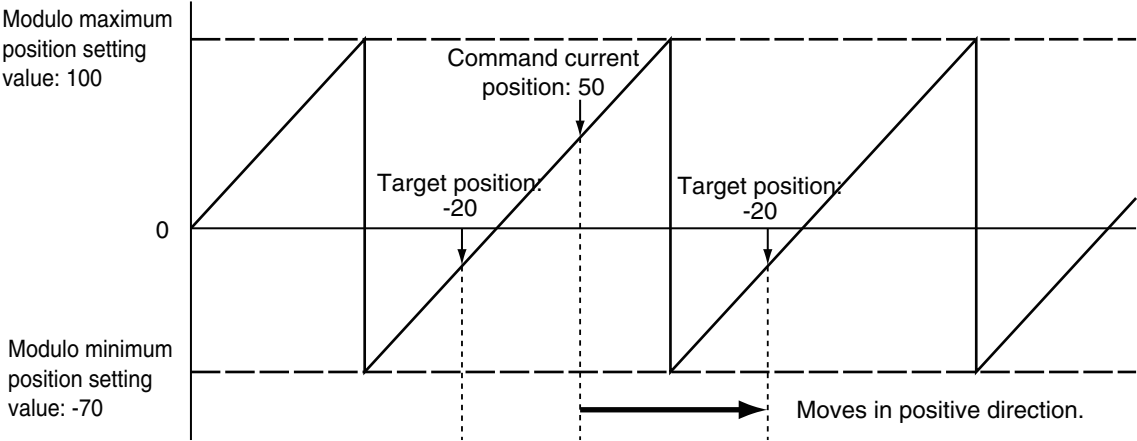 Modulo maximum
position setting
value: 100
Command current
position: 50
Target position:
-20
Target position:
-20
0
Modulo minimum
position setting
value: -70
Moves in positive direction.